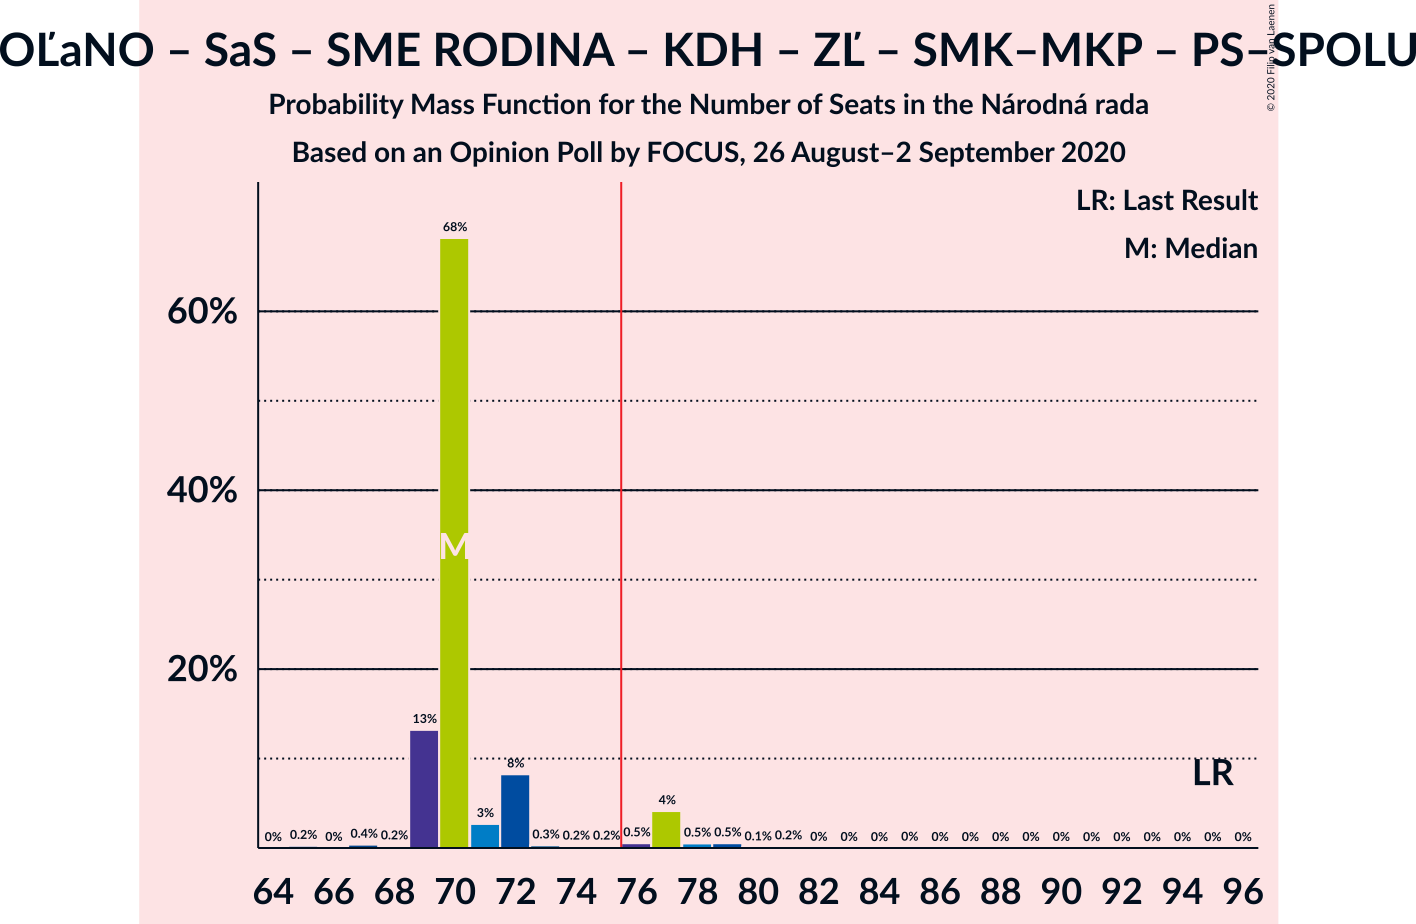 OĽaNO – SaS – SME RODINA – KDH – ZĽ – SMK–MKP – PS–SPOLU
© 2020 Filip van Laenen
Probability Mass Function for the Number of Seats in the Národná rada
Based on an Opinion Poll by FOCUS, 26 August–2 September 2020
LR: Last Result
M: Median
68%
60%
40%
M
20%
13%
8%
LR
4%
3%
0% 0.2% 0% 0.4% 0.2% 0.3% 0.2% 0.2% 0.5% 0.5% 0.5% 0.1% 0.2% 0% 0% 0% 0% 0% 0% 0% 0% 0% 0% 0% 0% 0% 0% 0%
64 66 68 70 72 74 76 78 80 82 84 86 88 90 92 94 96